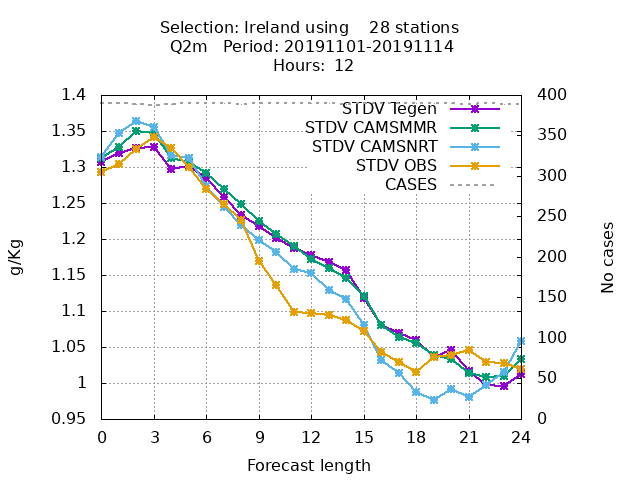 Selection: Ireland using    28 stations
Q2m   Period: 20191101-20191114
Hours:  12
STDV Tegen
STDV CAMSMMR
STDV CAMSNRT
STDV OBS
CASES
g/Kg
1.4
1.35
1.3
1.25
1.2
1.15
1.1
1.05
1
0.95
400
350
300
250
200
150
100
50
0
No cases
0 3 6 9 12 15 18 21 24
Forecast length